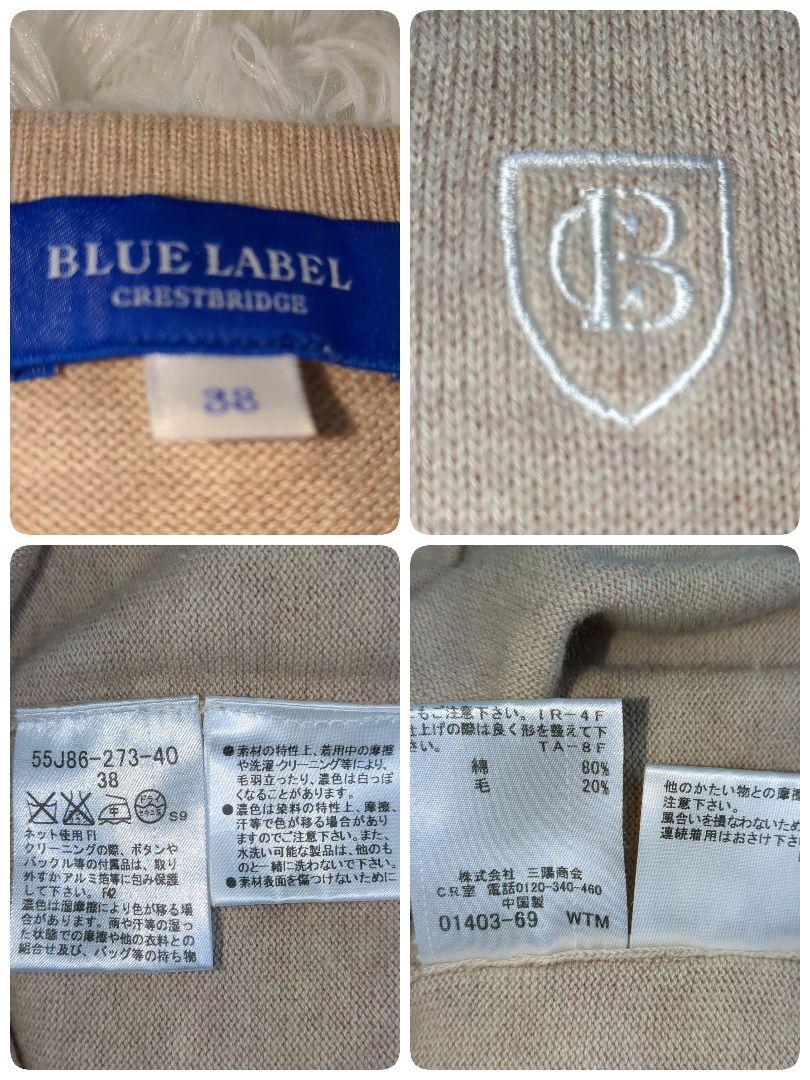 BLUE LABEL
CRESTBRIDGE
38
CB
55J86-273-40
38
ドライ
S9
ネット使用 F1
クリーニングの際、ボタンや
バックル等の付属品は、取り
外すかアルミ箔等に包み保護
して下さい。
濃色は湿摩擦により色が移る場
合があります。雨や汗等の湿っ
た状態での摩擦や他の衣料との
組合せ及び、バッグ等の持ち物
●素材の特性上、着用中の摩擦
や洗濯クリーニング等により、
毛羽立ったり、濃色は白っぽ
くなることがあります。
●濃色は染料の特性上、摩擦、
汗等で色が移る場合があり
ますのでご注意下さい。また、
水洗い可能な製品は、他のも
のと一緒に洗わないで下さい。
●素材表面を傷つけないために
もご注意下さい。IR-4F
上げの際は良く形を整えて下
さい。 TA-8F
綿 80%
毛 20%
株式会社 三陽商会
C.R室 電話0120-340-460
中国製
01403-69 WTM
他のかたい物との摩擦
注意下さい。
風合いを損なわないため
連続着用はおさけ下さい